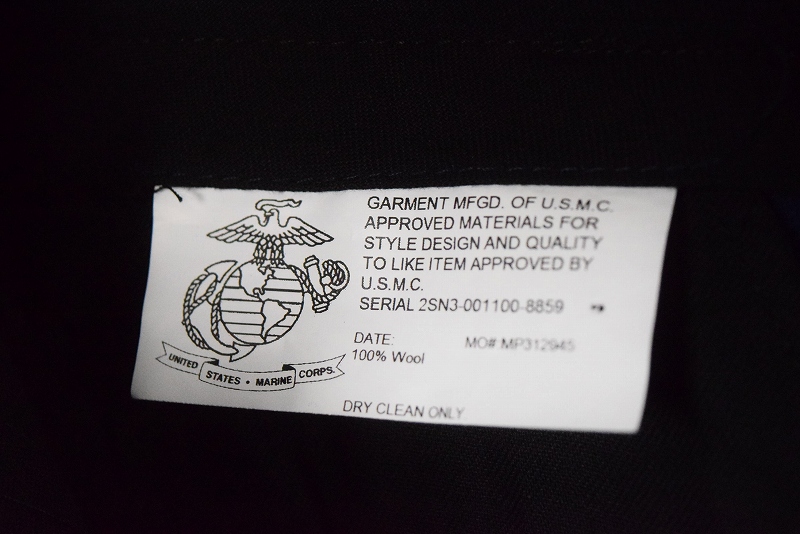 GARMENT MFGD. OF U.S.M.C.
APPROVED MATERIALS FOR
STYLE DESIGN AND QUALITY
TO LIKE ITEM APPROVED BY
U.S.M.C.
SERIAL 2SN3-001100-8859
DATE: MO# MP312945
100% Wool
UNITED STATES • MARINE CORPS.
DRY CLEAN ONLY